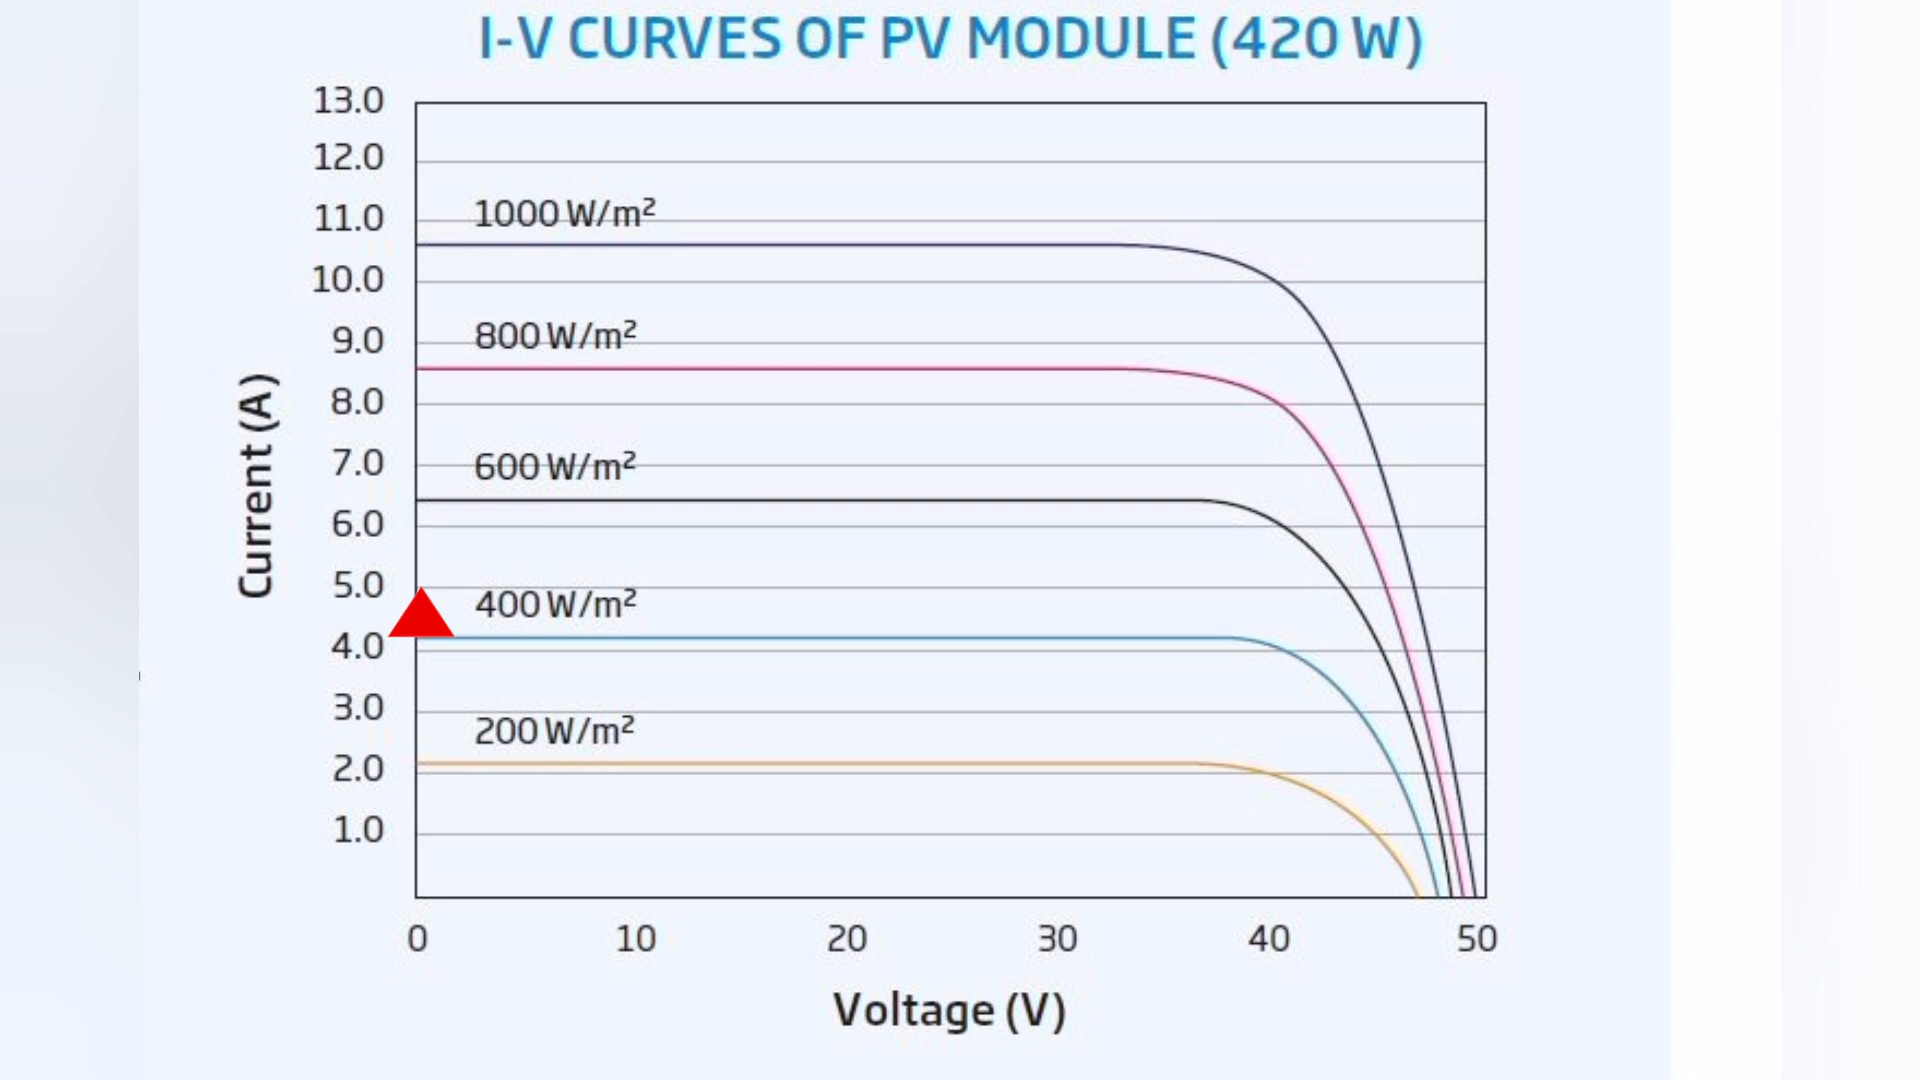 I-V CURVES OF PV MODULE (420 W)
13.0
12.0
1000 W/m²
11.0
10.0
800 W/m²
9.0
8.0
600 W/m²
7.0
6.0
5.0
400 W/m²
4.0
3.0
200 W/m²
2.0
1.0
Current (A)
0 10 20 30 40 50
Voltage (V)